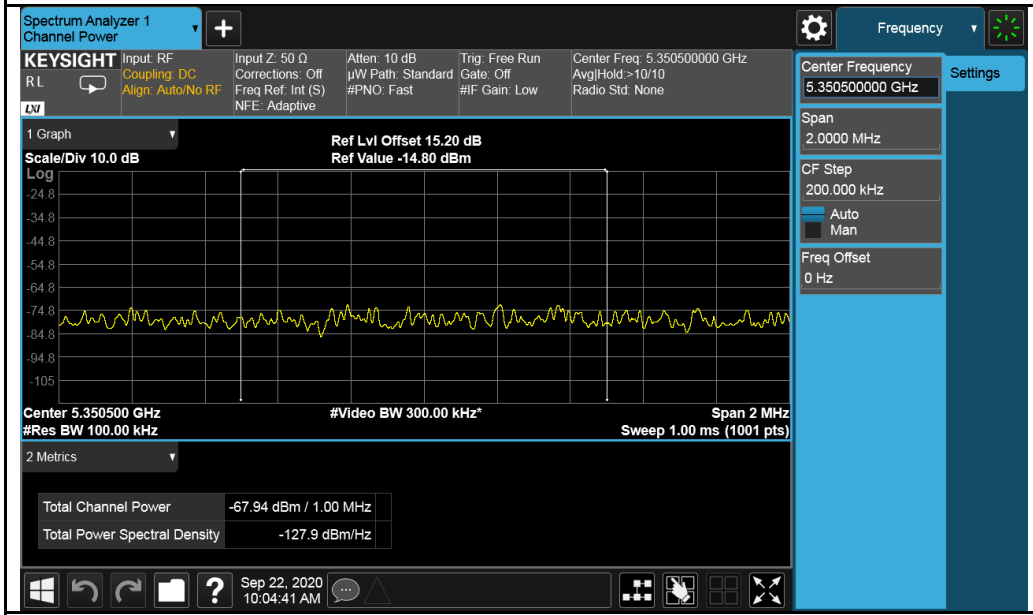 Spectrum Analyzer 1
Channel Power
+
Frequency
KEYSIGHT
R L
LXI
Input: RF
Coupling: DC
Align: Auto/No RF
Input Z: 50 Ω
Corrections: Off
Freq Ref: Int (S)
NFE: Adaptive
Atten: 10 dB
µW Path: Standard
#PNO: Fast
Trig: Free Run
Gate: Off
#IF Gain: Low
Center Freq: 5.350500000 GHz
Avg|Hold:>10/10
Radio Std: None
Center Frequency
5.350500000 GHz
Settings
Span
2.0000 MHz
CF Step
200.000 kHz
Auto
Man
Freq Offset
0 Hz
1 Graph
Scale/Div 10.0 dB
Ref Lvl Offset 15.20 dB
Ref Value -14.80 dBm
Log
-24.8
-34.8
-44.8
-54.8
-64.8
-74.8
-84.8
-94.8
-105
Center 5.350500 GHz
#Video BW 300.00 kHz*
Span 2 MHz
#Res BW 100.00 kHz
Sweep 1.00 ms (1001 pts)
2 Metrics
Total Channel Power -67.94 dBm / 1.00 MHz
Total Power Spectral Density -127.9 dBm/Hz
?
Sep 22, 2020
10:04:41 AM